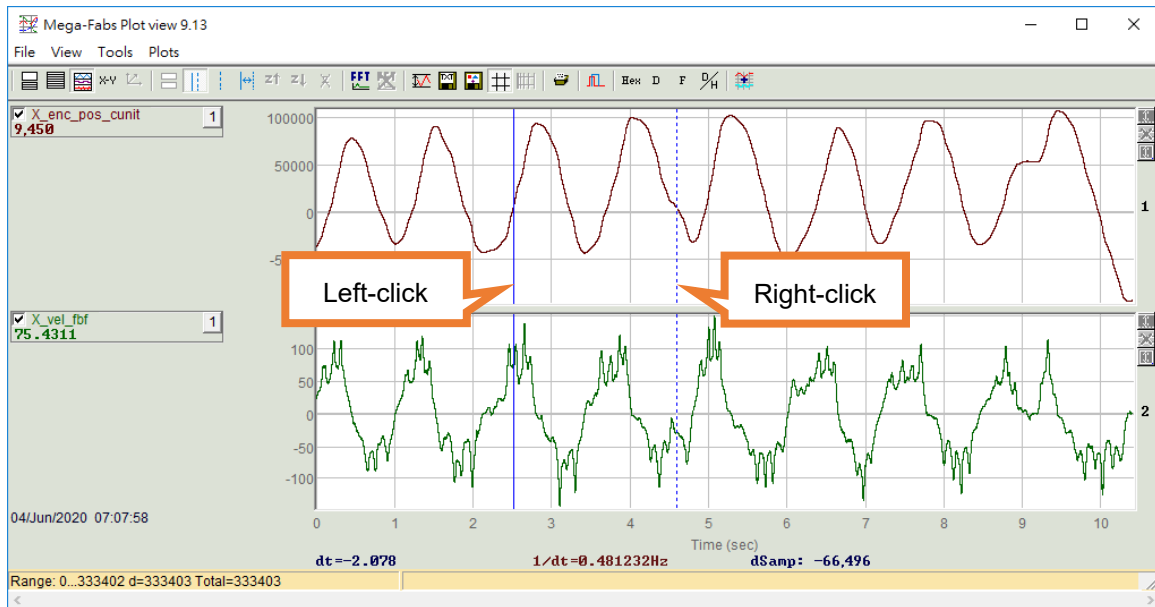 Mega-Fabs Plot view 9.13
File View Tools Plots
X-Y Z↑ Z↓ X FFT TXT Hex D F D/H
X_enc_pos_cunit 1
9,450
100000
50000
0
1
Left-click
Right-click
X_vel_fbf 1
75.4311
100
50
0
-50
-100
2
04/Jun/2020 07:07:58
0 1 2 3 4 5 6 7 8 9 10
Time (sec)
dt=-2.078 1/dt=0.481232Hz dSamp: -66,496
Range: 0...333402 d=333403 Total=333403